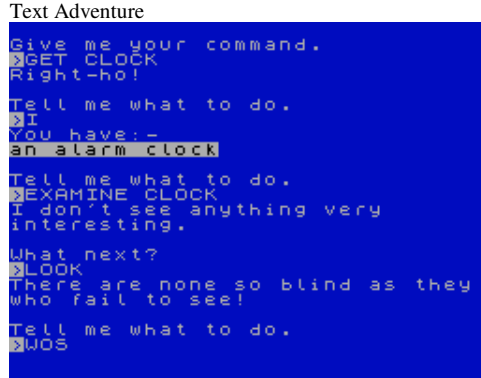 Text Adventure
Give me your command.
>GET CLOCK
Right-ho!
Tell me what to do.
>I
You have:-
an alarm clock
Tell me what to do.
>EXAMINE CLOCK
I don't see anything very
interesting.
What next?
>LOOK
There are none so blind as they
who fail to see!
Tell me what to do.
>WOS